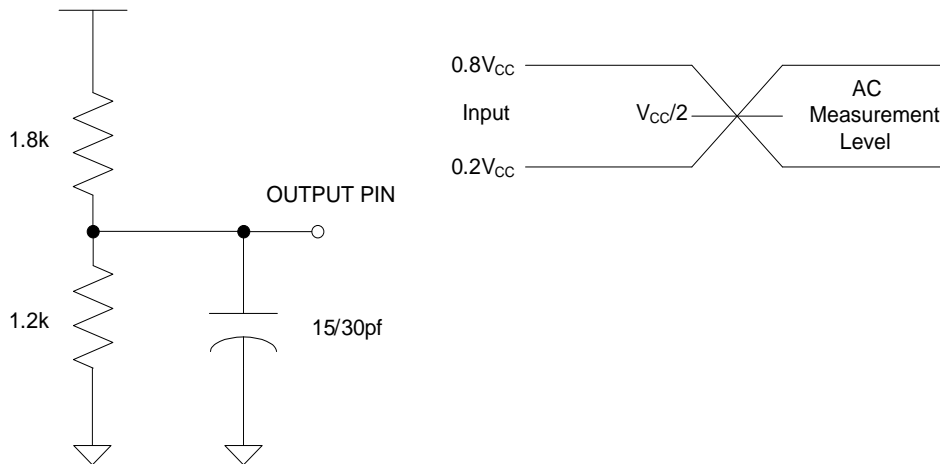 1.8k
OUTPUT PIN
1.2k
15/30pf
0.8VCC
Input
VCC/2
0.2VCC
AC
Measurement
Level